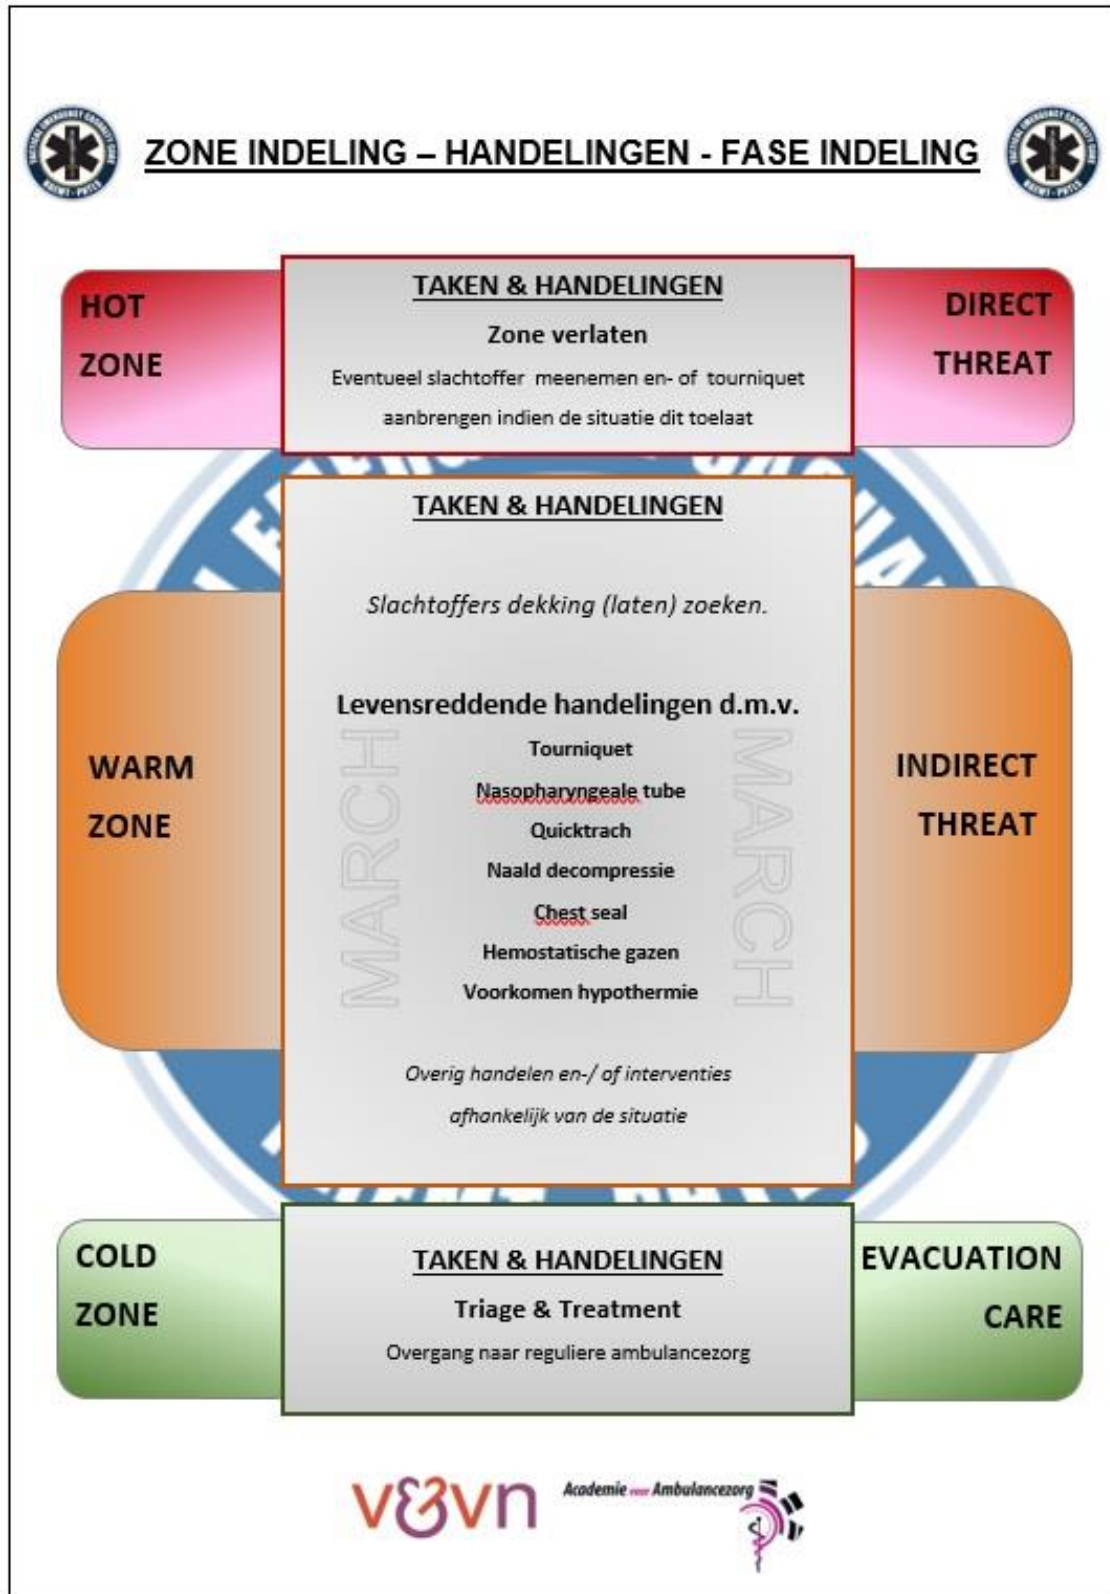 ZONE INDELING – HANDELINGEN - FASE INDELING
HOT
ZONE
TAKEN & HANDELINGEN
Zone verlaten
Eventueel slachtoffer meenemen en- of tourniquet
aanbrengen indien de situatie dit toelaat
DIRECT
THREAT
WARM
ZONE
TAKEN & HANDELINGEN
Slachtoffers dekking (laten) zoeken.
Levensreddende handelingen d.m.v.
Tourniquet
Nasopharyngeale tube
Quicktrach
Naald decompressie
Chest seal
Hemostatische gazen
Voorkomen hypothermie
MARCH
MARCH
Overig handelen en-/ of interventies
afhankelijk van de situatie
INDIRECT
THREAT
COLD
ZONE
TAKEN & HANDELINGEN
Triage & Treatment
Overgang naar reguliere ambulancezorg
EVACUATION
CARE
v&vn
Academie voor Ambulancezorg